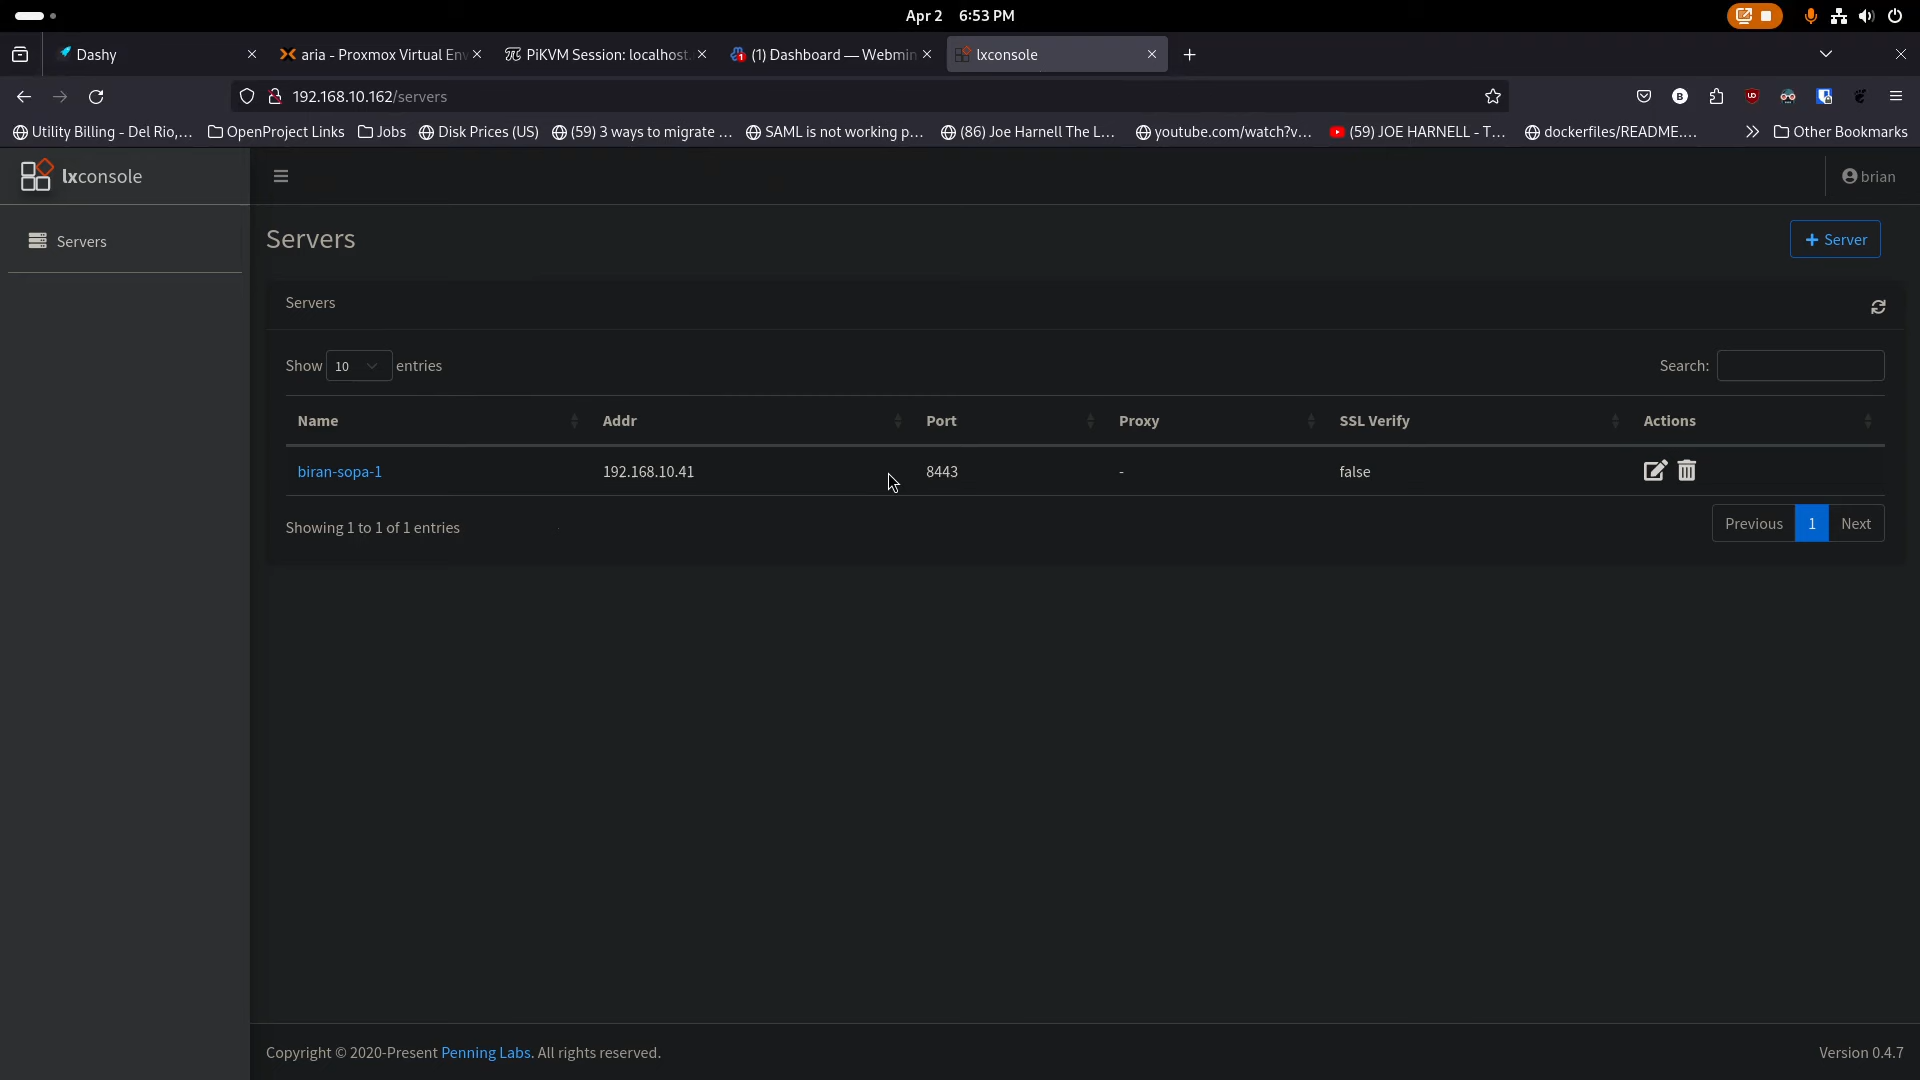 Apr 2 6:53 PM
Dashy
aria - Proxmox Virtual Env
PiKVM Session: localhost.
(1) Dashboard — Webmin
lxconsole
192.168.10.162/servers
Utility Billing - Del Rio,...
OpenProject Links
Jobs
Disk Prices (US)
(59) 3 ways to migrate ...
SAML is not working p...
(86) Joe Harnell The L...
youtube.com/watch?v...
(59) JOE HARNELL - T...
dockerfiles/README....
Other Bookmarks
lxconsole
brian
Servers
Servers
+ Server
Servers
Show 10 entries
Search:
Name Addr Port Proxy SSL Verify Actions
biran-sopa-1 192.168.10.41 8443 - false
Showing 1 to 1 of 1 entries
Previous 1 Next
Copyright © 2020-Present Penning Labs. All rights reserved.
Version 0.4.7